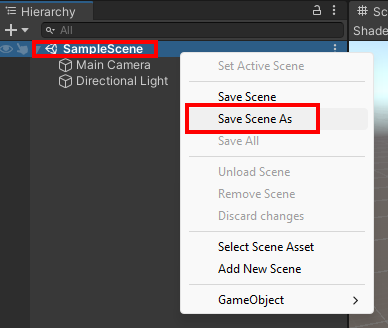 Hierarchy
All
SampleScene
Main Camera
Directional Light
Set Active Scene
Save Scene
Save Scene As
Save All
Unload Scene
Remove Scene
Discard changes
Select Scene Asset
Add New Scene
GameObject
Sc
Shade